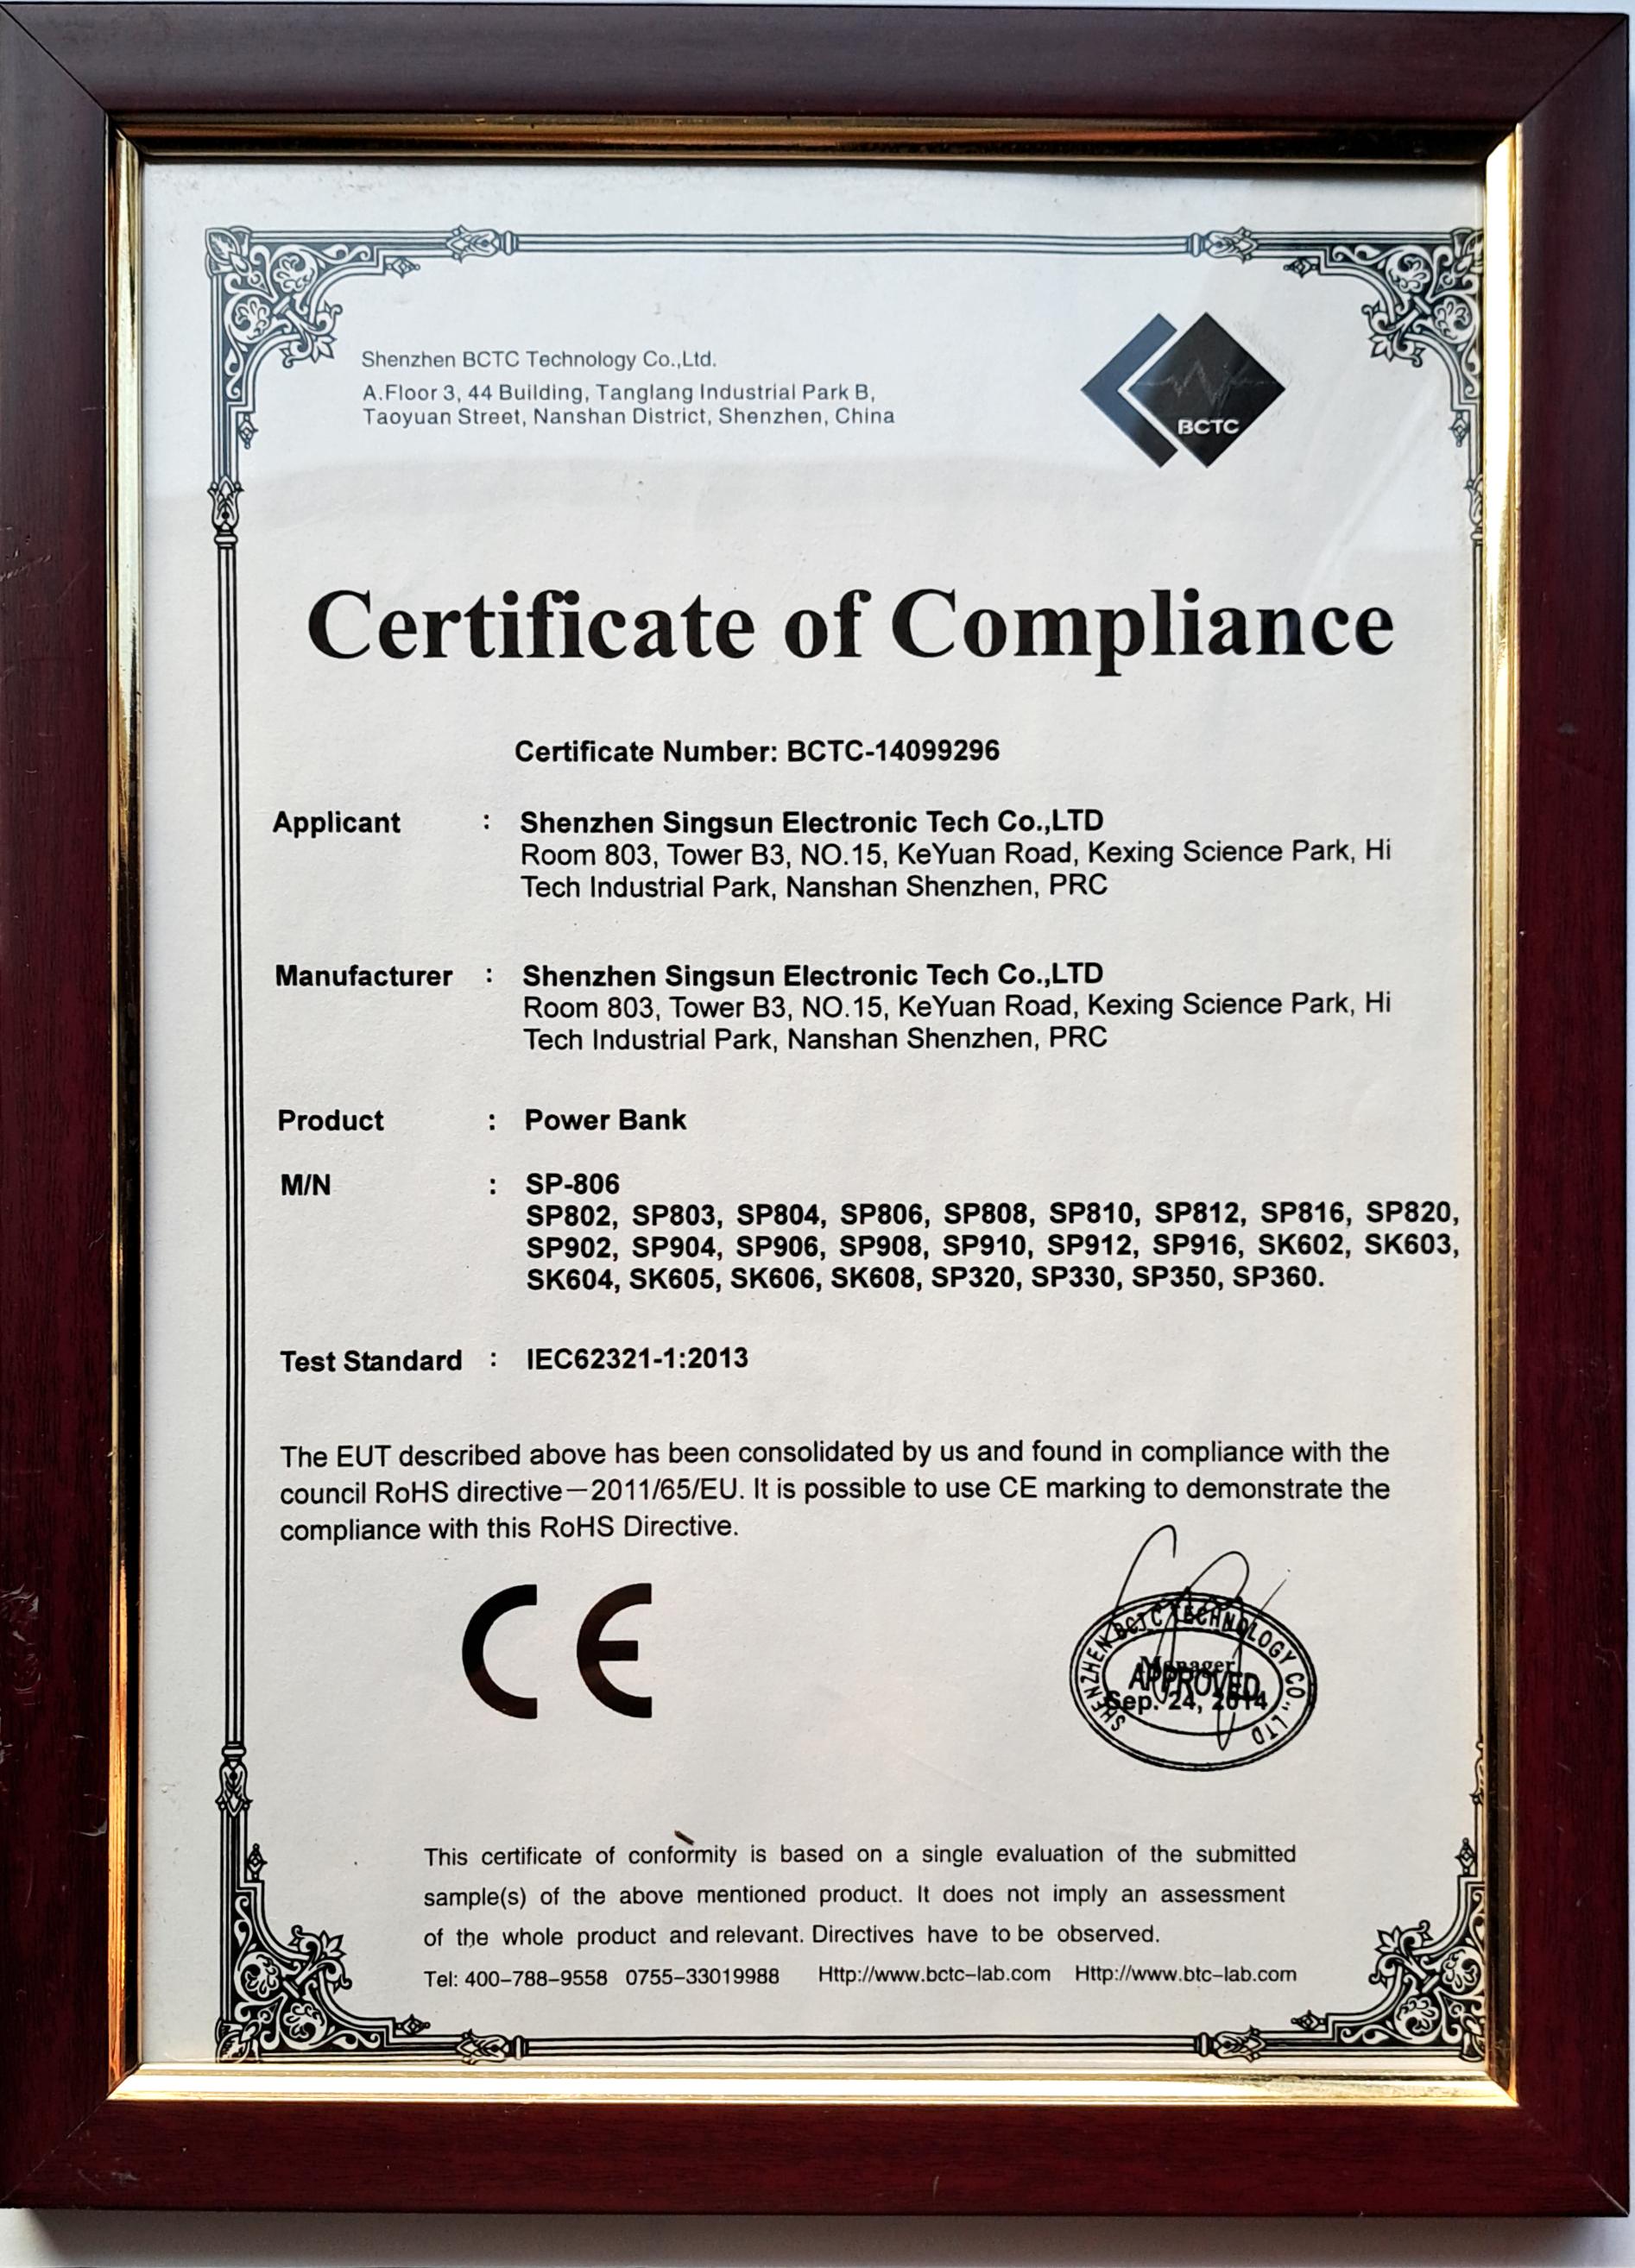 Shenzhen BCTC Technology Co.,Ltd.
A.Floor 3, 44 Building, Tanglang Industrial Park B,
Taoyuan Street, Nanshan District, Shenzhen, China
BCTC
Certificate of Compliance
Certificate Number: BCTC-14099296
Applicant : Shenzhen Singsun Electronic Tech Co.,LTD
Room 803, Tower B3, NO.15, KeYuan Road, Kexing Science Park, Hi
Tech Industrial Park, Nanshan Shenzhen, PRC
Manufacturer : Shenzhen Singsun Electronic Tech Co.,LTD
Room 803, Tower B3, NO.15, KeYuan Road, Kexing Science Park, Hi
Tech Industrial Park, Nanshan Shenzhen, PRC
Product : Power Bank
M/N : SP-806
SP802, SP803, SP804, SP806, SP808, SP810, SP812, SP816, SP820,
SP902, SP904, SP906, SP908, SP910, SP912, SP916, SK602, SK603,
SK604, SK605, SK606, SK608, SP320, SP330, SP350, SP360.
Test Standard : IEC62321-1:2013
The EUT described above has been consolidated by us and found in compliance with the
council RoHS directive—2011/65/EU. It is possible to use CE marking to demonstrate the
compliance with this RoHS Directive.
CE
SHENZHEN BCTC TECHNOLOGY CO., LTD
Manager
APPROVED
Sep. 24, 2014
This certificate of conformity is based on a single evaluation of the submitted
sample(s) of the above mentioned product. It does not imply an assessment
of the whole product and relevant. Directives have to be observed.
Tel: 400-788-9558 0755-33019988 Http://www.bctc-lab.com Http://www.btc-lab.com